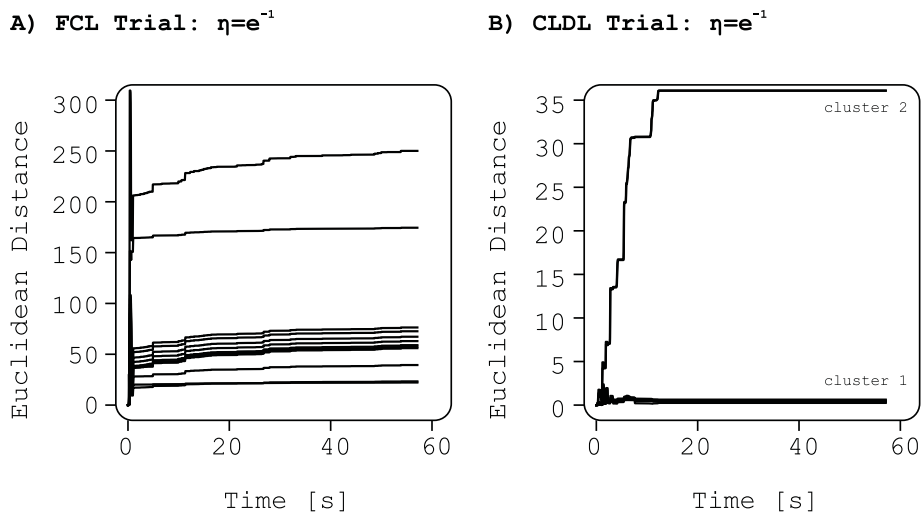 A) FCL Trial: η=e⁻¹
B) CLDL Trial: η=e⁻¹
Euclidean Distance
300
250
200
150
100
50
0
0
20
40
60
Time [s]
Euclidean Distance
35
30
25
20
15
10
5
0
cluster 2
cluster 1
0
20
40
60
Time [s]